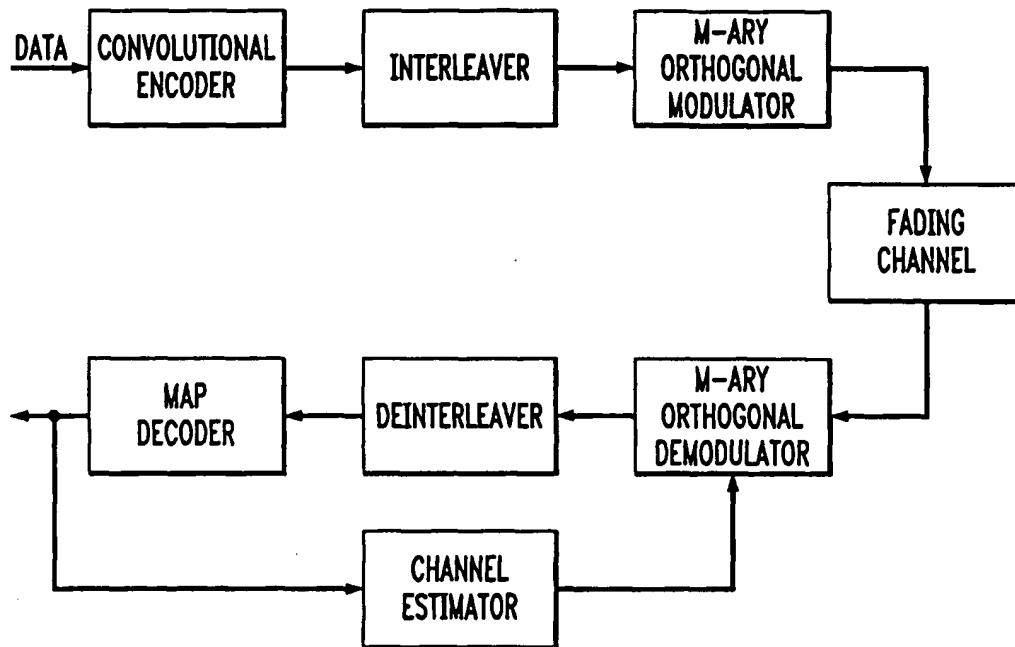 DATA
CONVOLUTIONAL
ENCODER
INTERLEAVER
M-ARY
ORTHOGONAL
MODULATOR
FADING
CHANNEL
MAP
DECODER
DEINTERLEAVER
M-ARY
ORTHOGONAL
DEMODULATOR
CHANNEL
ESTIMATOR